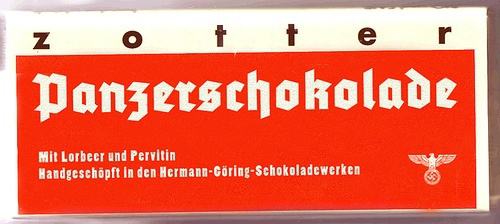 zotter
Panzerschokolade
Mit Lorbeer und Pervitin
Handgeschöpft in den Hermann-Göring-Schokoladewerken